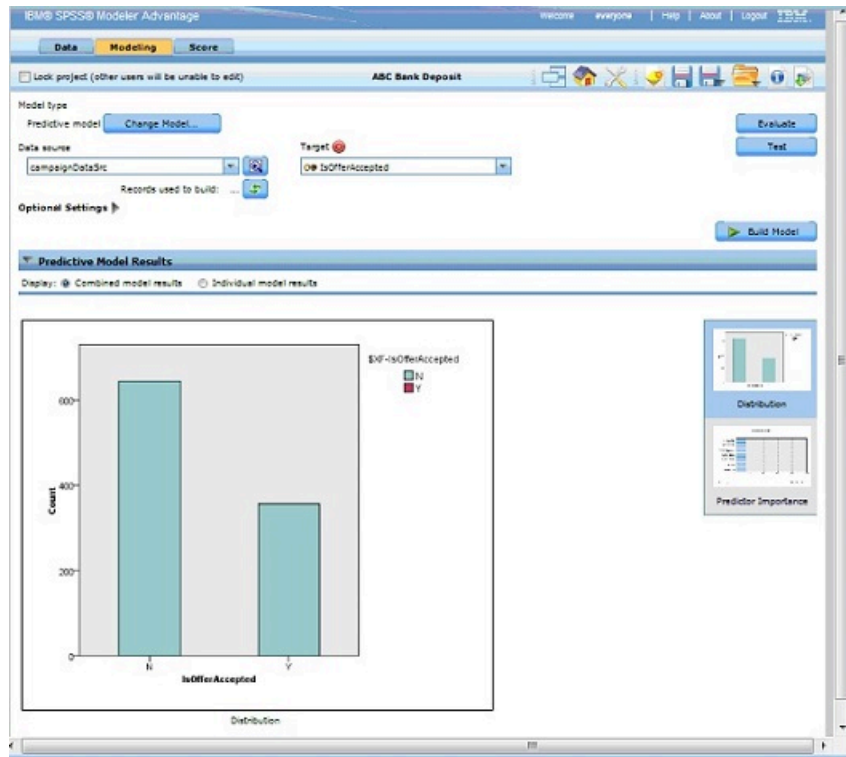 IBM® SPSS® Modeler Advantage
Welcome everyone | Help | About | Logout IBM.
Data Modeling Score
Lock project (other users will be unable to edit) ABC Bank Deposit
Model type
Predictive model Change Model... Evaluate
Data source Target Test
campaignDataSrc IsOfferAccepted
Records used to build: ...
Optional Settings
Build Model
Predictive Model Results
Display: Combined model results Individual model results
$XF-IsOfferAccepted
N
Y
600
400
200
0
Count
N Y
IsOfferAccepted
Distribution
Distribution
Predictor Importance